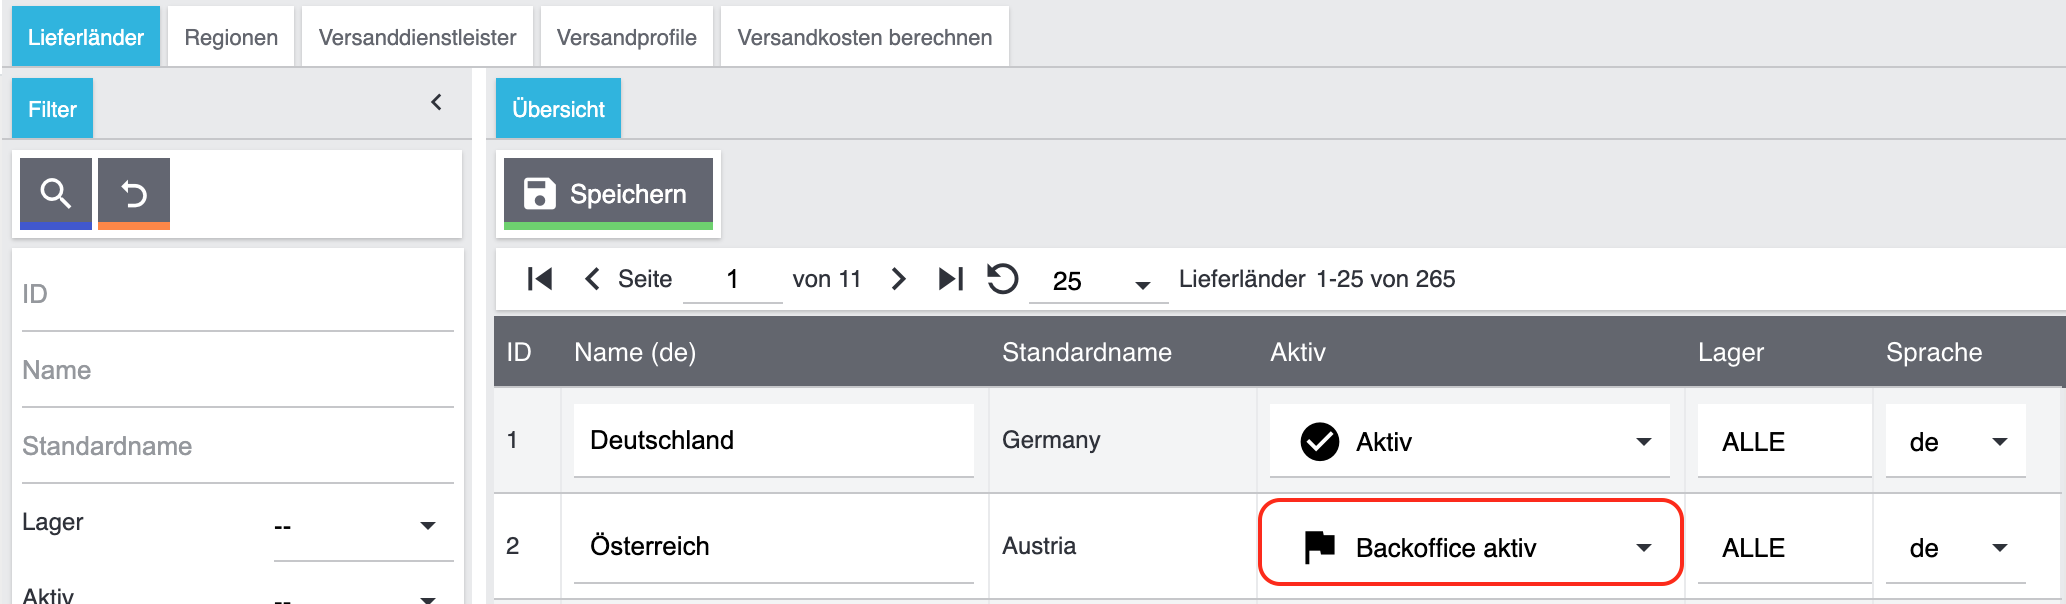 Lieferländer Regionen Versanddienstleister Versandprofile Versandkosten berechnen
Filter
ID
Name
Standardname
Lager --
Aktiv --
Übersicht
Speichern
Seite 1 von 11 25 Lieferländer 1-25 von 265
ID Name (de) Standardname Aktiv Lager Sprache
1 Deutschland Germany Aktiv ALLE de
2 Österreich Austria Backoffice aktiv ALLE de